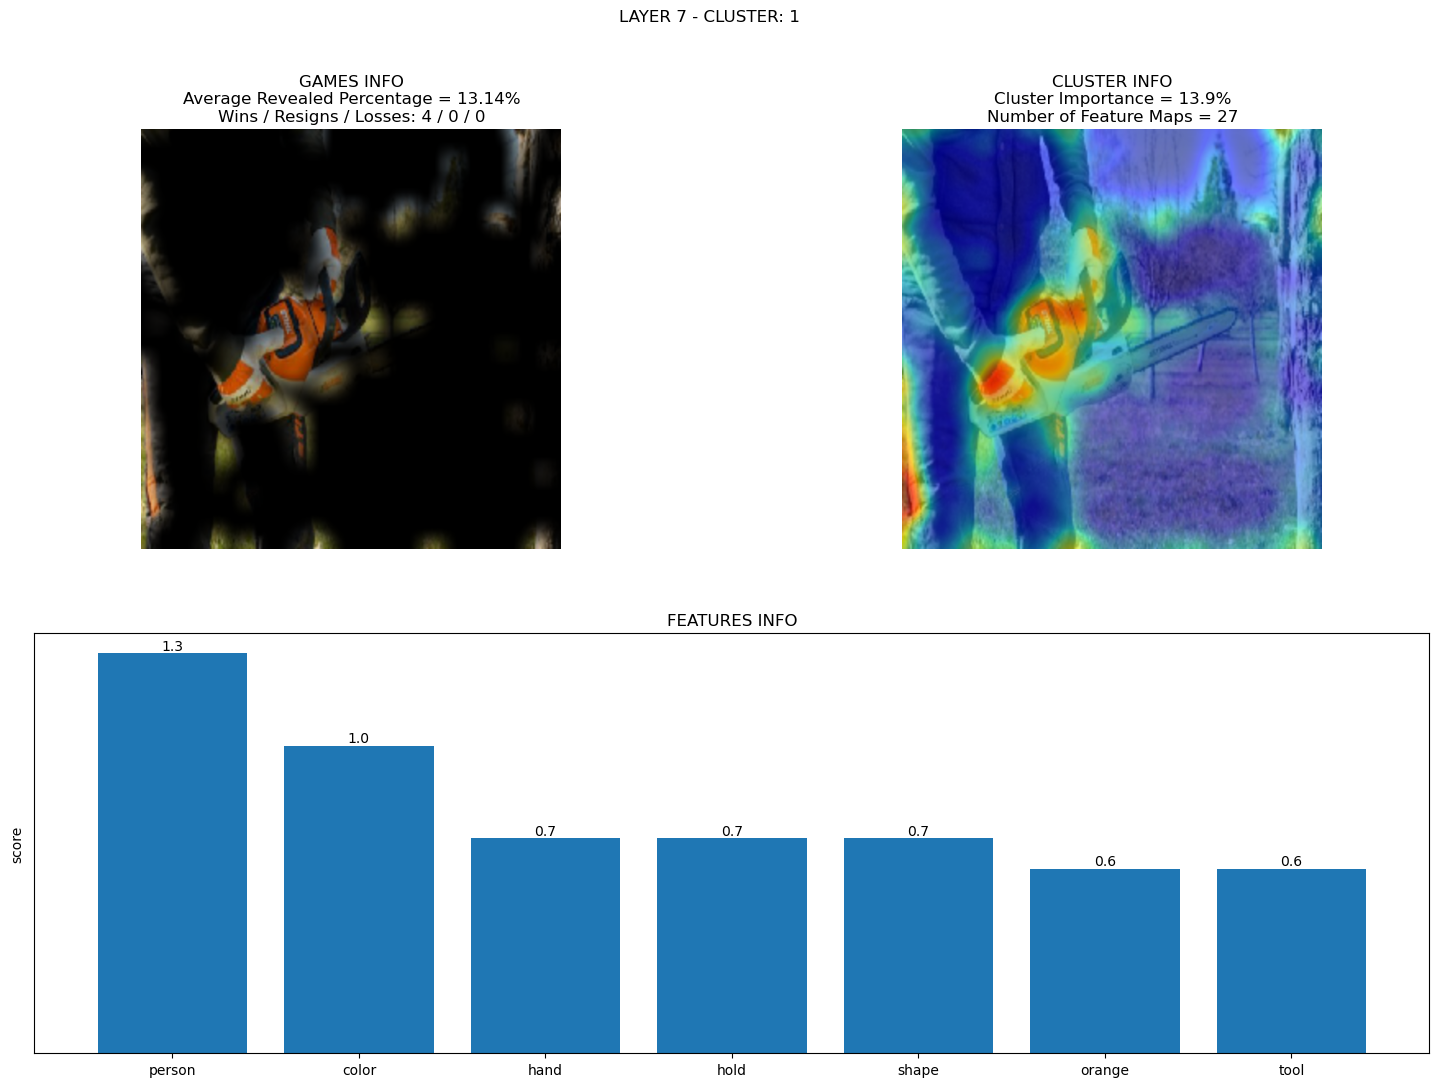 LAYER 7 - CLUSTER: 1
GAMES INFO
Average Revealed Percentage = 13.14%
Wins / Resigns / Losses: 4 / 0 / 0
CLUSTER INFO
Cluster Importance = 13.9%
Number of Feature Maps = 27
FEATURES INFO
score
1.3
1.0
0.7
0.7
0.7
0.6
0.6
person
color
hand
hold
shape
orange
tool